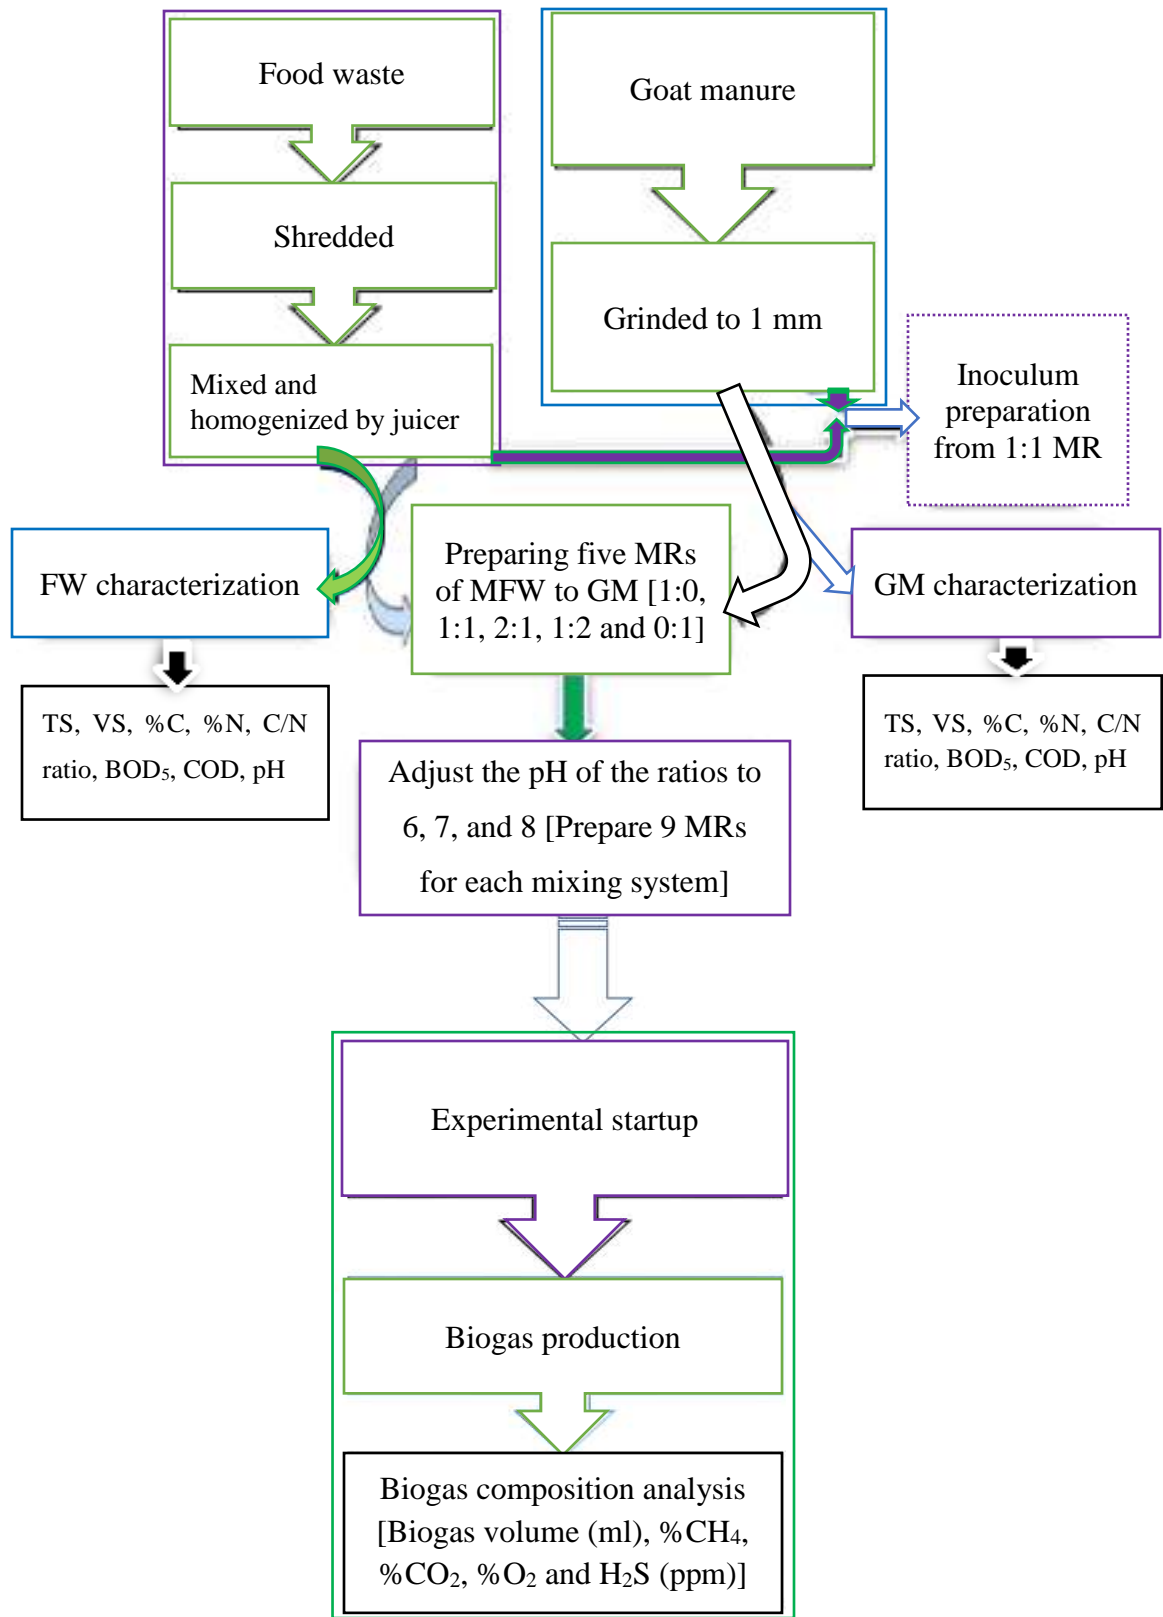 Food waste
Shredded
Mixed and
homogenized by juicer
Goat manure
Grinded to 1 mm
Inoculum
preparation
from 1:1 MR
FW characterization
Preparing five MRs
of MFW to GM [1:0,
1:1, 2:1, 1:2 and 0:1]
GM characterization
TS, VS, %C, %N, C/N
ratio, BOD₅, COD, pH
TS, VS, %C, %N, C/N
ratio, BOD₅, COD, pH
Adjust the pH of the ratios to
6, 7, and 8 [Prepare 9 MRs
for each mixing system]
Experimental startup
Biogas production
Biogas composition analysis
[Biogas volume (ml), %CH₄,
%CO₂, %O₂ and H₂S (ppm)]